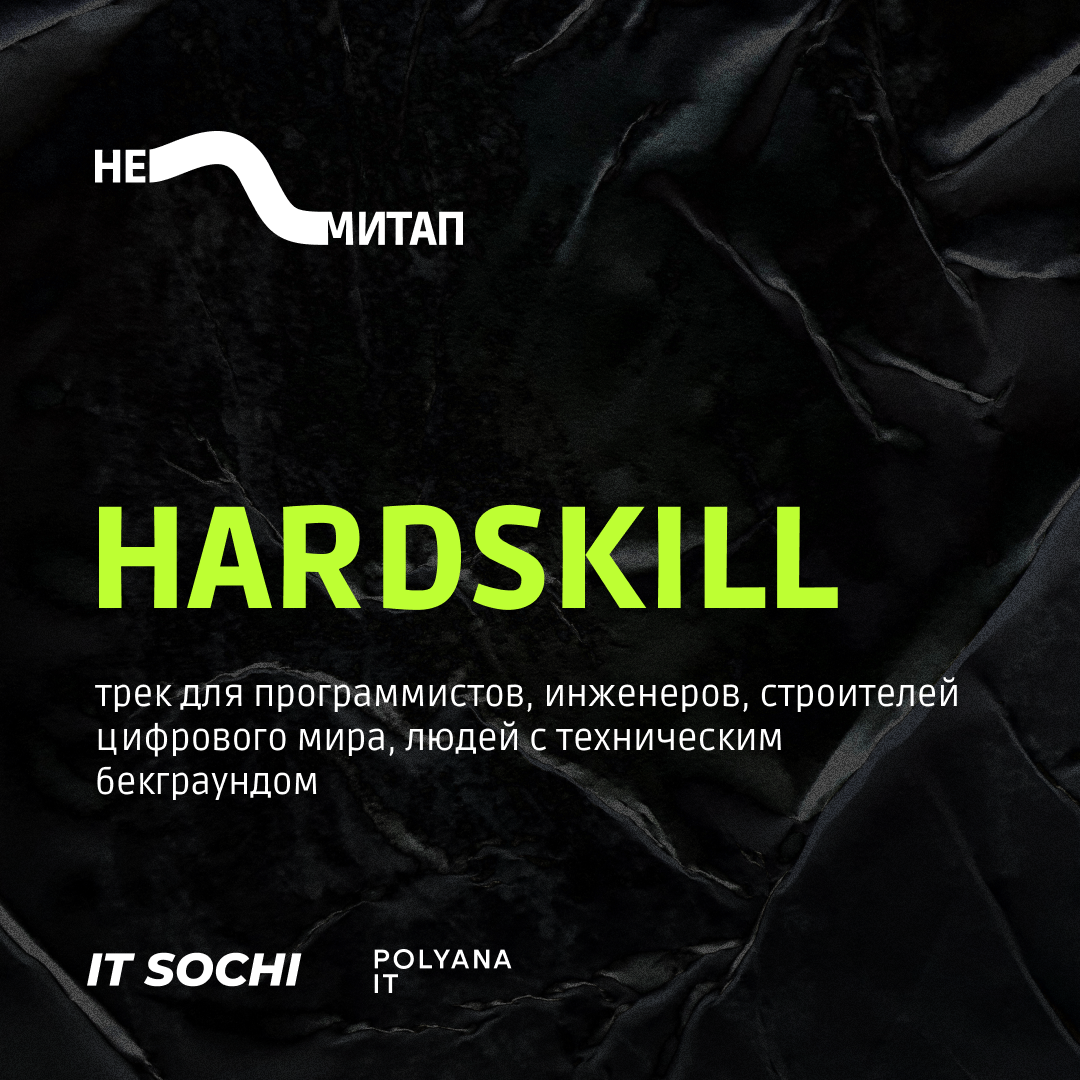 НЕ
МИТАП
HARDSKILL
трек для программистов, инженеров, строителей
цифрового мира, людей с техническим
бекграундом
IT SOCHI
POLYANA
IT